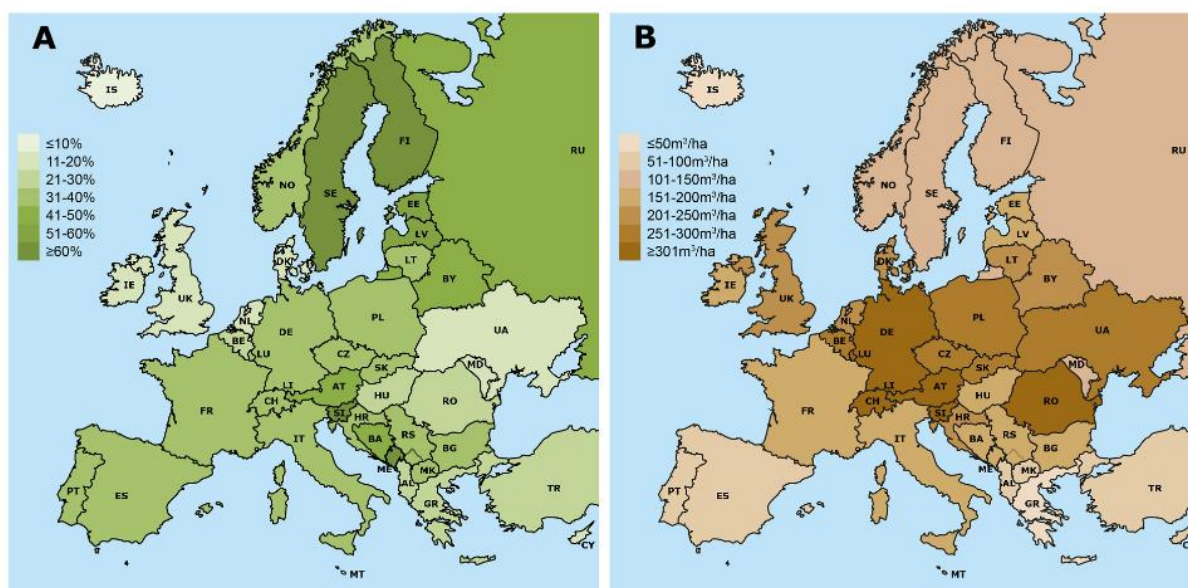 A
IS
≤10%
11-20%
21-30%
31-40%
41-50%
51-60%
≥60%
FI
RU
NO
SE
EE
LV
DK
LT
IE
UK
BY
NL
BE
DE
PL
UA
LU
CZ
SK
MD
LI
AT
FR
CH
HU
RO
SI
HR
IT
BA
RS
BG
ME
MK
PT
ES
AL
GR
TR
MT
CY
B
IS
≤50m³/ha
51-100m³/ha
101-150m³/ha
151-200m³/ha
201-250m³/ha
251-300m³/ha
≥301m³/ha
FI
RU
NO
SE
EE
LV
DK
LT
IE
UK
BY
NL
BE
DE
PL
UA
LU
CZ
SK
MD
LI
AT
FR
CH
HU
RO
SI
HR
IT
BA
RS
BG
ME
MK
PT
ES
AL
GR
TR
MT